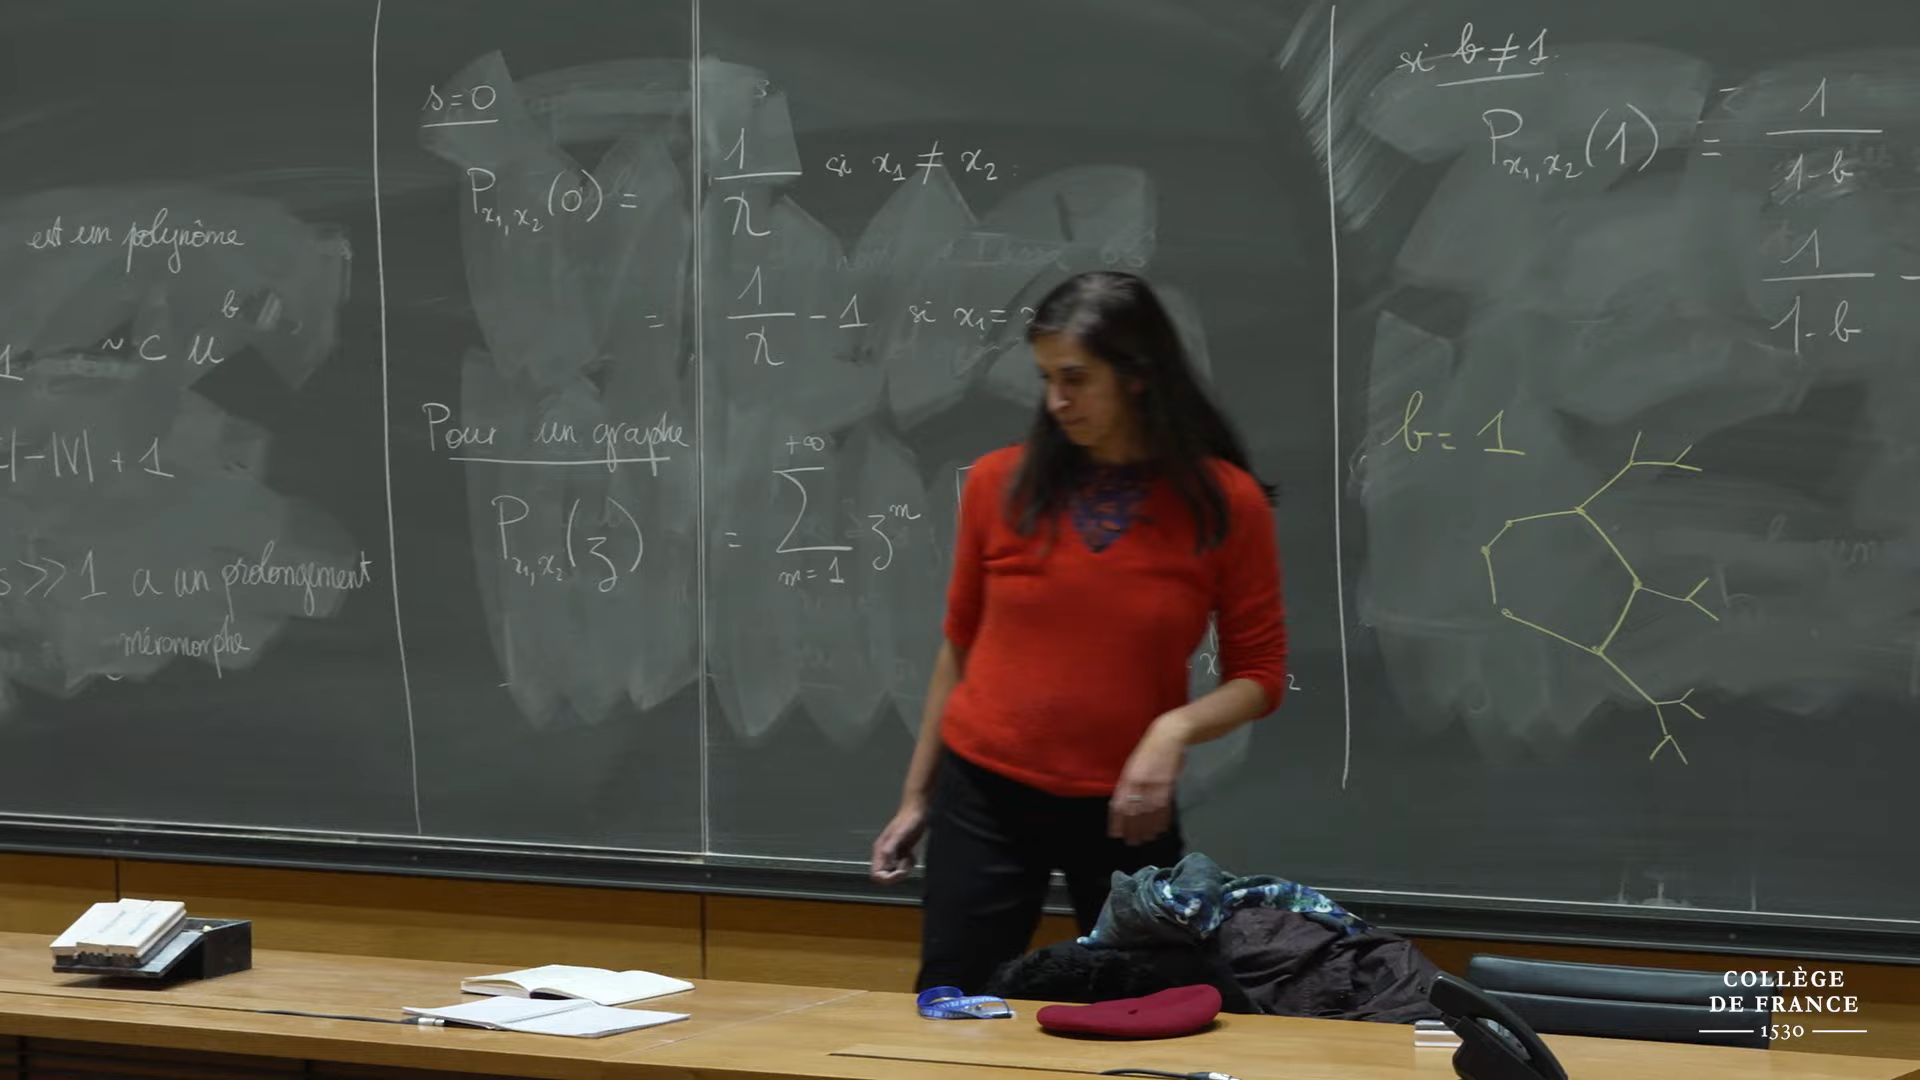 est un polynôme
~ C u^b
|-|V| + 1
s >> 1 a un prolongement
méromorphe
s=0
P_{x_1,x_2}(0) = 1/χ si x_1 ≠ x_2
= 1/χ - 1 si x_1 =
Pour un graphe
P_{x_1,x_2}(z) = Σ_{m=1}^{+∞} z^m
si b ≠ 1
P_{x_1,x_2}(1) = 1/(1-b)
1/(1-b) -
b = 1
COLLÈGE
DE FRANCE
1530